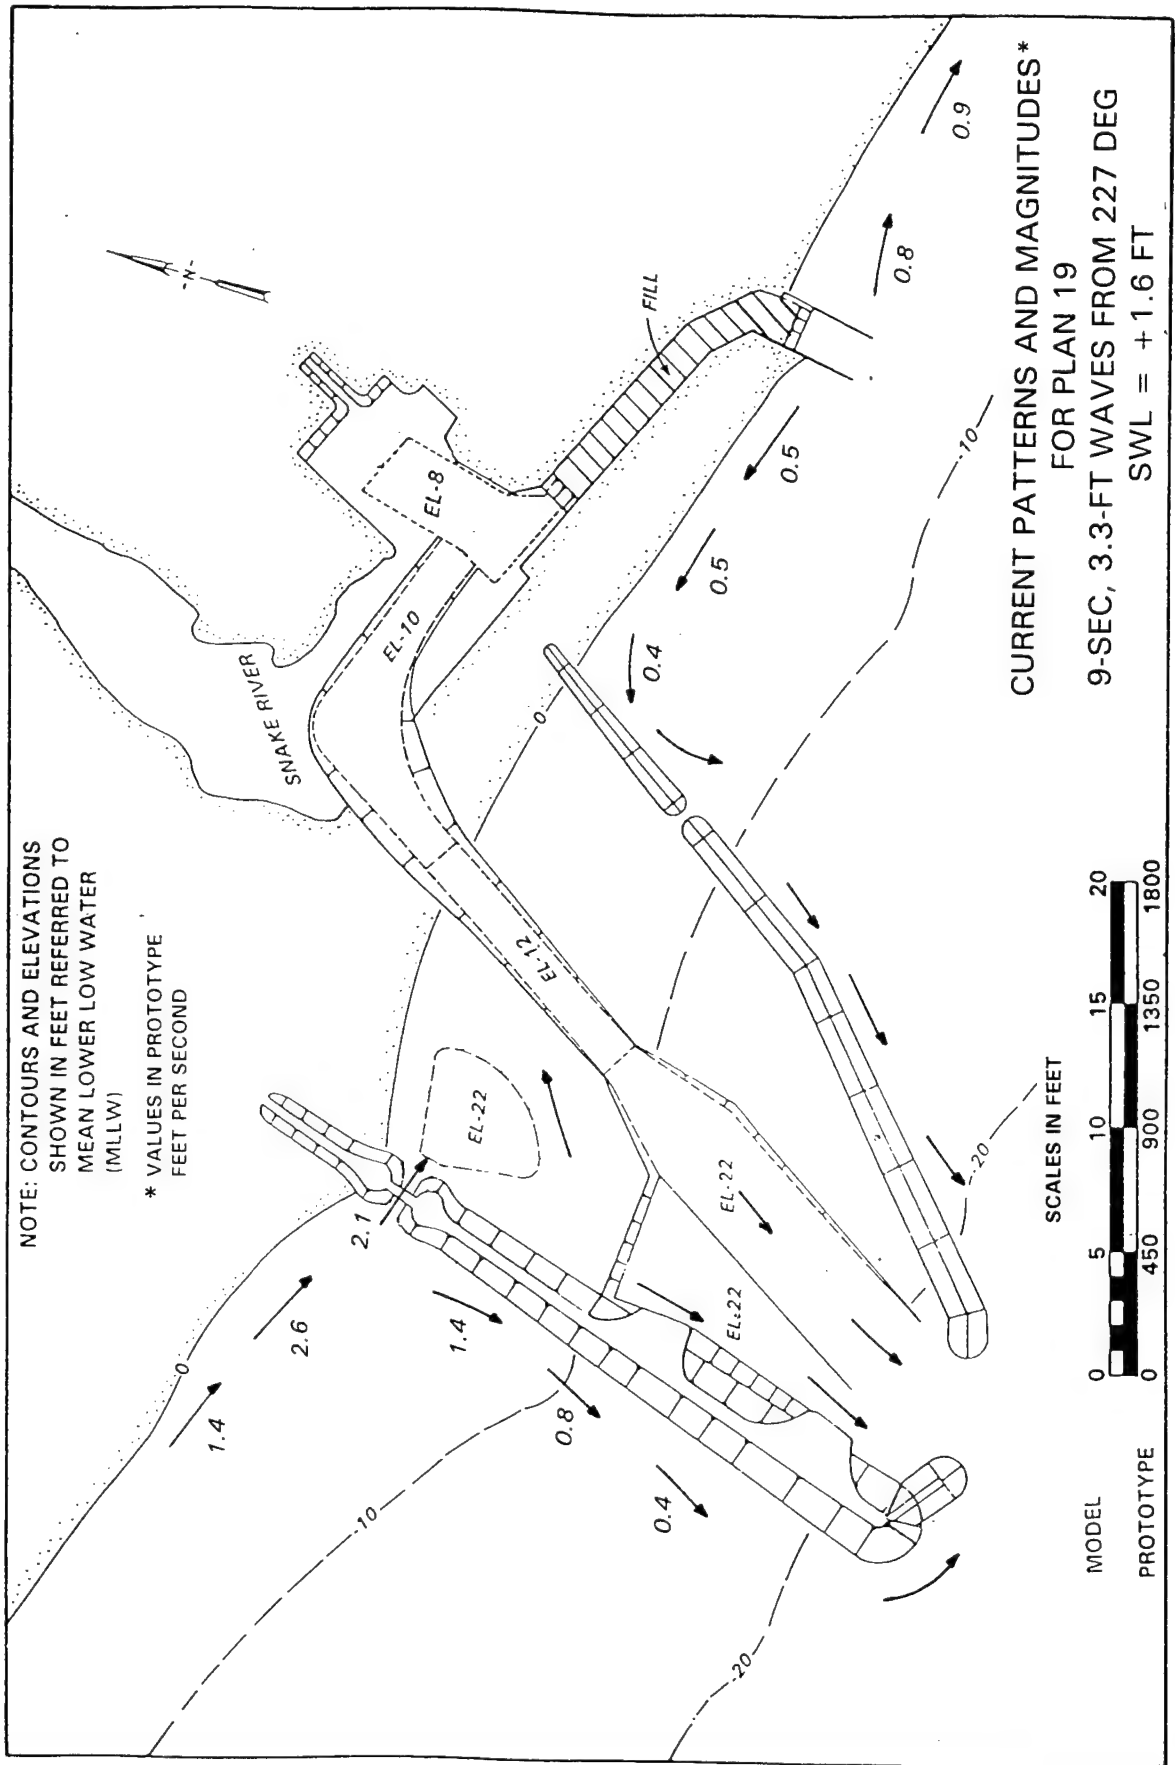 NOTE: CONTOURS AND ELEVATIONS
SHOWN IN FEET REFERRED TO
MEAN LOWER LOW WATER
(MLLW)
* VALUES IN PROTOTYPE
FEET PER SECOND
-N-
SNAKE RIVER
EL-8
EL-10
EL-12
EL-22
EL-22
EL-22
FILL
0
0
-10
-10
-20
-20
1.4
2.6
2.1
1.4
0.8
0.4
0.4
0.5
0.5
0.8
0.9
CURRENT PATTERNS AND MAGNITUDES*
FOR PLAN 19
9-SEC, 3.3-FT WAVES FROM 227 DEG
SWL = +1.6 FT
SCALES IN FEET
MODEL 0 5 10 15 20
PROTOTYPE 0 450 900 1350 1800